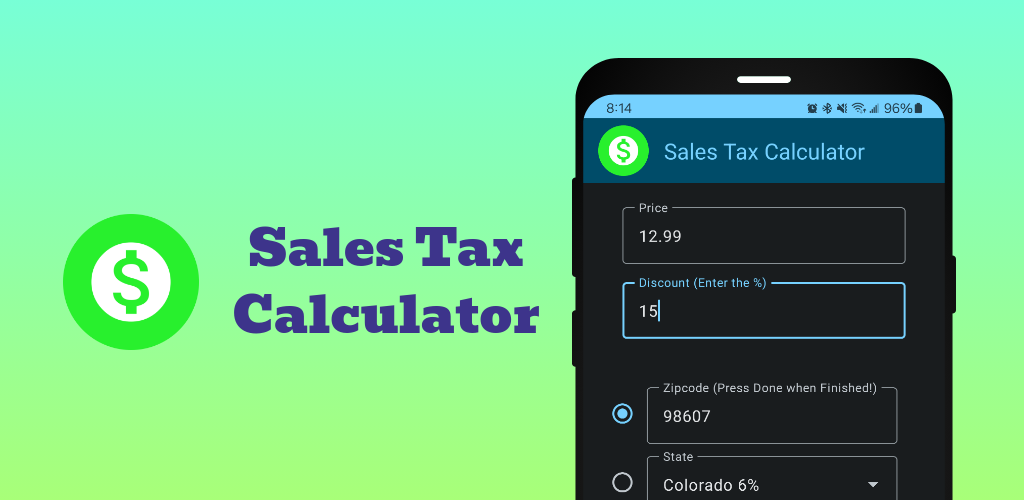 $
Sales Tax
Calculator
8:14
96%
$
Sales Tax Calculator
Price
12.99
Discount (Enter the %)
15
Zipcode (Press Done when Finished!)
98607
State
Colorado 6%